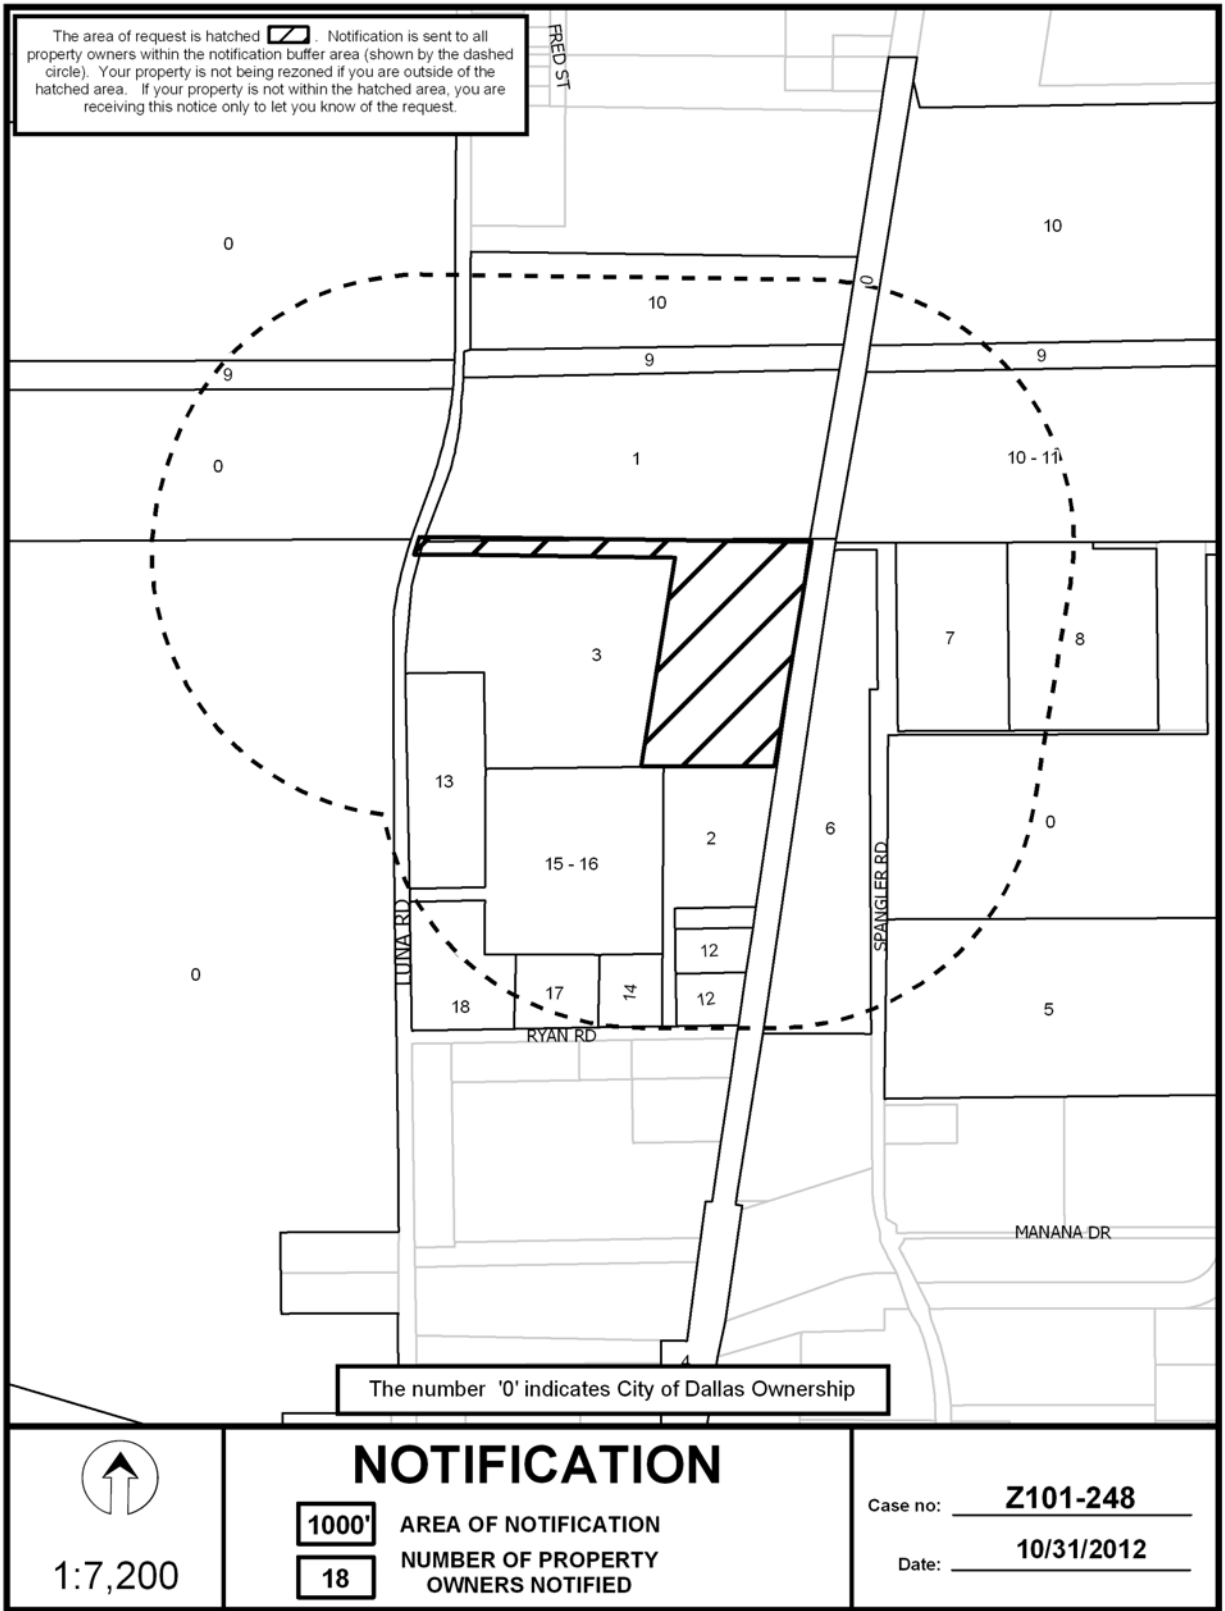 The area of request is hatched . Notification is sent to all
property owners within the notification buffer area (shown by the dashed
circle). Your property is not being rezoned if you are outside of the
hatched area. If your property is not within the hatched area, you are
receiving this notice only to let you know of the request.
FRED ST
10
0
0
10
9
9
9
1
10 - 11
0
3
7
8
13
6
2
0
15 - 16
SPANGLER RD
LUNA RD
12
0
17
14
12
18
5
RYAN RD
MANANA DR
4
The number '0' indicates City of Dallas Ownership
1:7,200
NOTIFICATION
1000' AREA OF NOTIFICATION
18 NUMBER OF PROPERTY
OWNERS NOTIFIED
Case no: Z101-248
Date: 10/31/2012